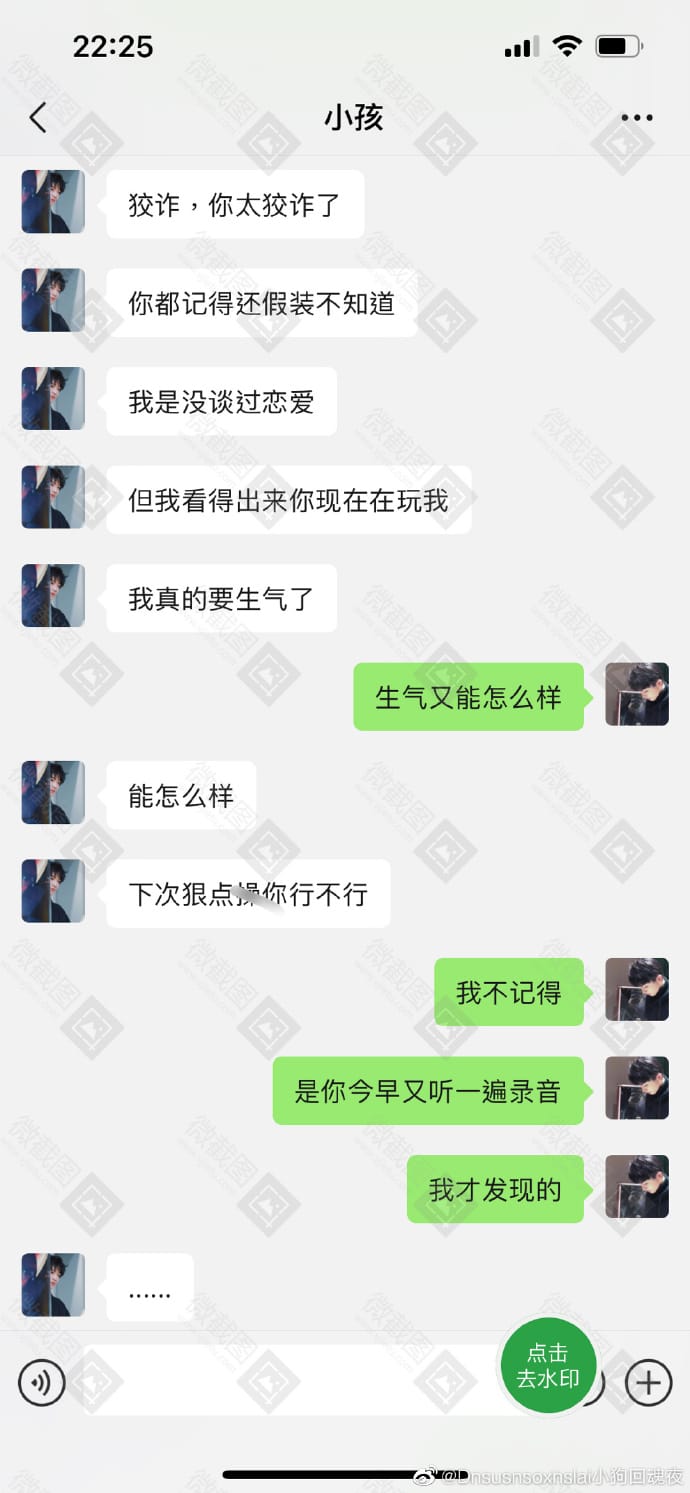 22:25
小孩
狡诈，你太狡诈了
你都记得还假装不知道
我是没谈过恋爱
但我看得出来你现在在玩我
我真的要生气了
生气又能怎么样
能怎么样
下次狠点操你行不行
我不记得
是你今早又听一遍录音
我才发现的
......
点击
去水印
@Dnsusnsoxnslai小狗回魂夜
微截图